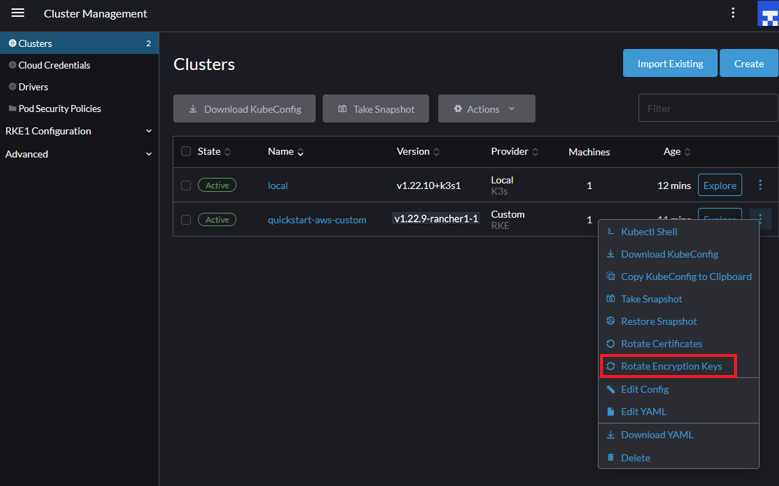 Cluster Management
Clusters 2
Cloud Credentials
Drivers
Pod Security Policies
RKE1 Configuration
Advanced
Clusters
Import Existing
Create
Download KubeConfig
Take Snapshot
Actions
Filter
State Name Version Provider Machines Age
Active local v1.22.10+k3s1 Local K3s 1 12 mins Explore
Active quickstart-aws-custom v1.22.9-rancher1-1 Custom RKE 1 11 mins Explore
Kubectl Shell
Download KubeConfig
Copy KubeConfig to Clipboard
Take Snapshot
Restore Snapshot
Rotate Certificates
Rotate Encryption Keys
Edit Config
Edit YAML
Download YAML
Delete